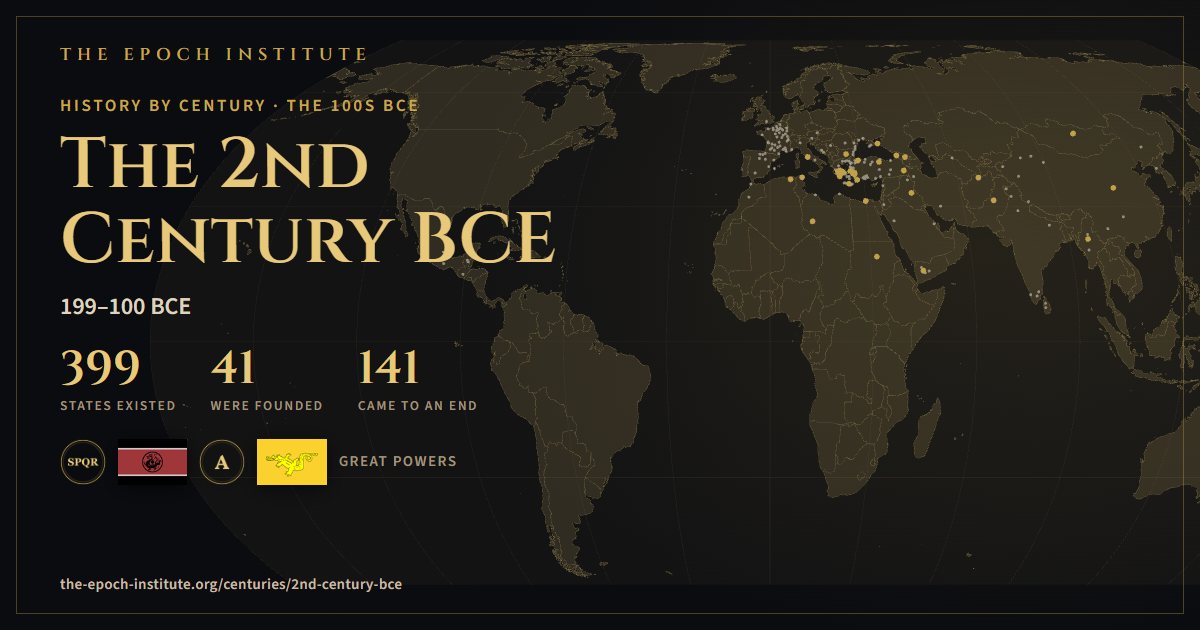 THE EPOCH INSTITUTE
HISTORY BY CENTURY · THE 100S BCE
THE 2ND
CENTURY BCE
199–100 BCE
399 41 141
STATES EXISTED · WERE FOUNDED CAME TO AN END
SPQR A GREAT POWERS
the-epoch-institute.org/centuries/2nd-century-bce